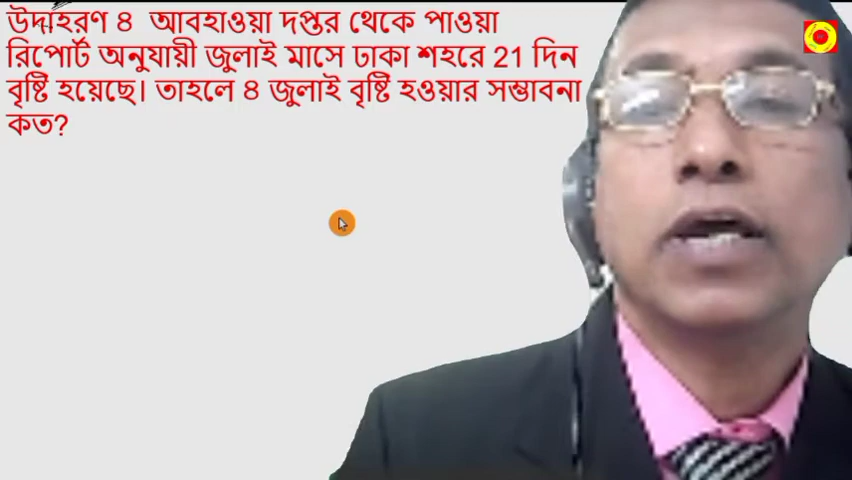 উদাহরণ ৪ আবহাওয়া দপ্তর থেকে পাওয়া
রিপোর্ট অনুযায়ী জুলাই মাসে ঢাকা শহরে 21 দিন
বৃষ্টি হয়েছে। তাহলে ৪ জুলাই বৃষ্টি হওয়ার সম্ভাবনা
কত?